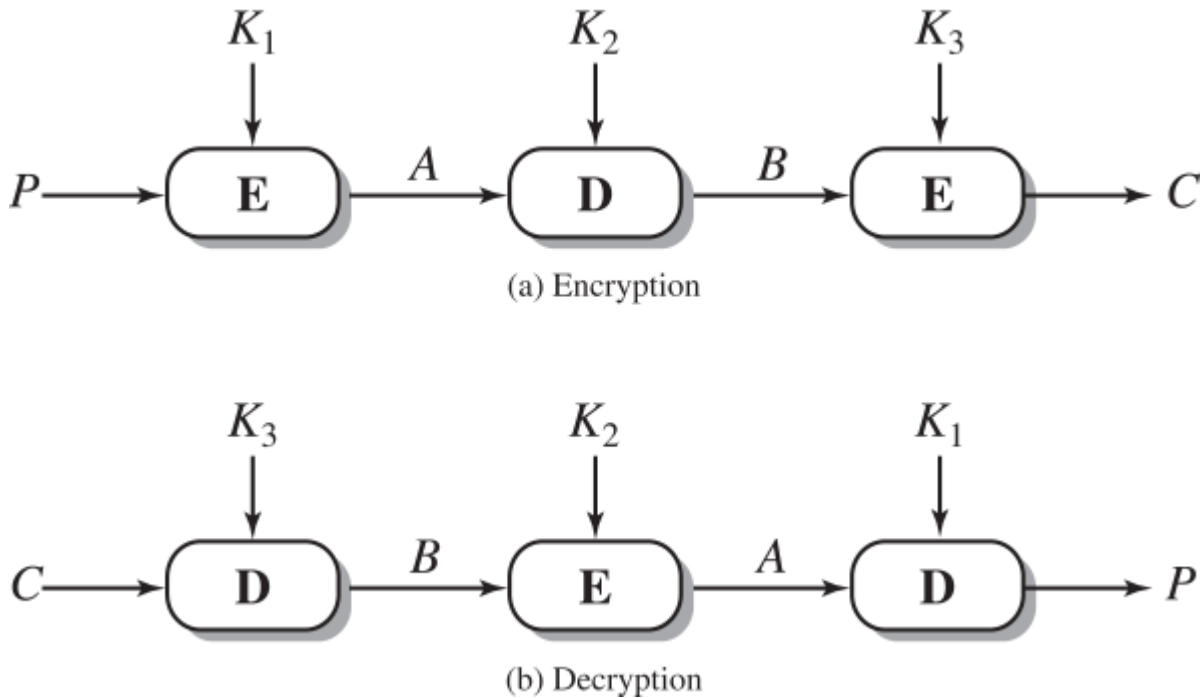 K₁ K₂ K₃
P E A D B E C
(a) Encryption
K₃ K₂ K₁
C D B E A D P
(b) Decryption